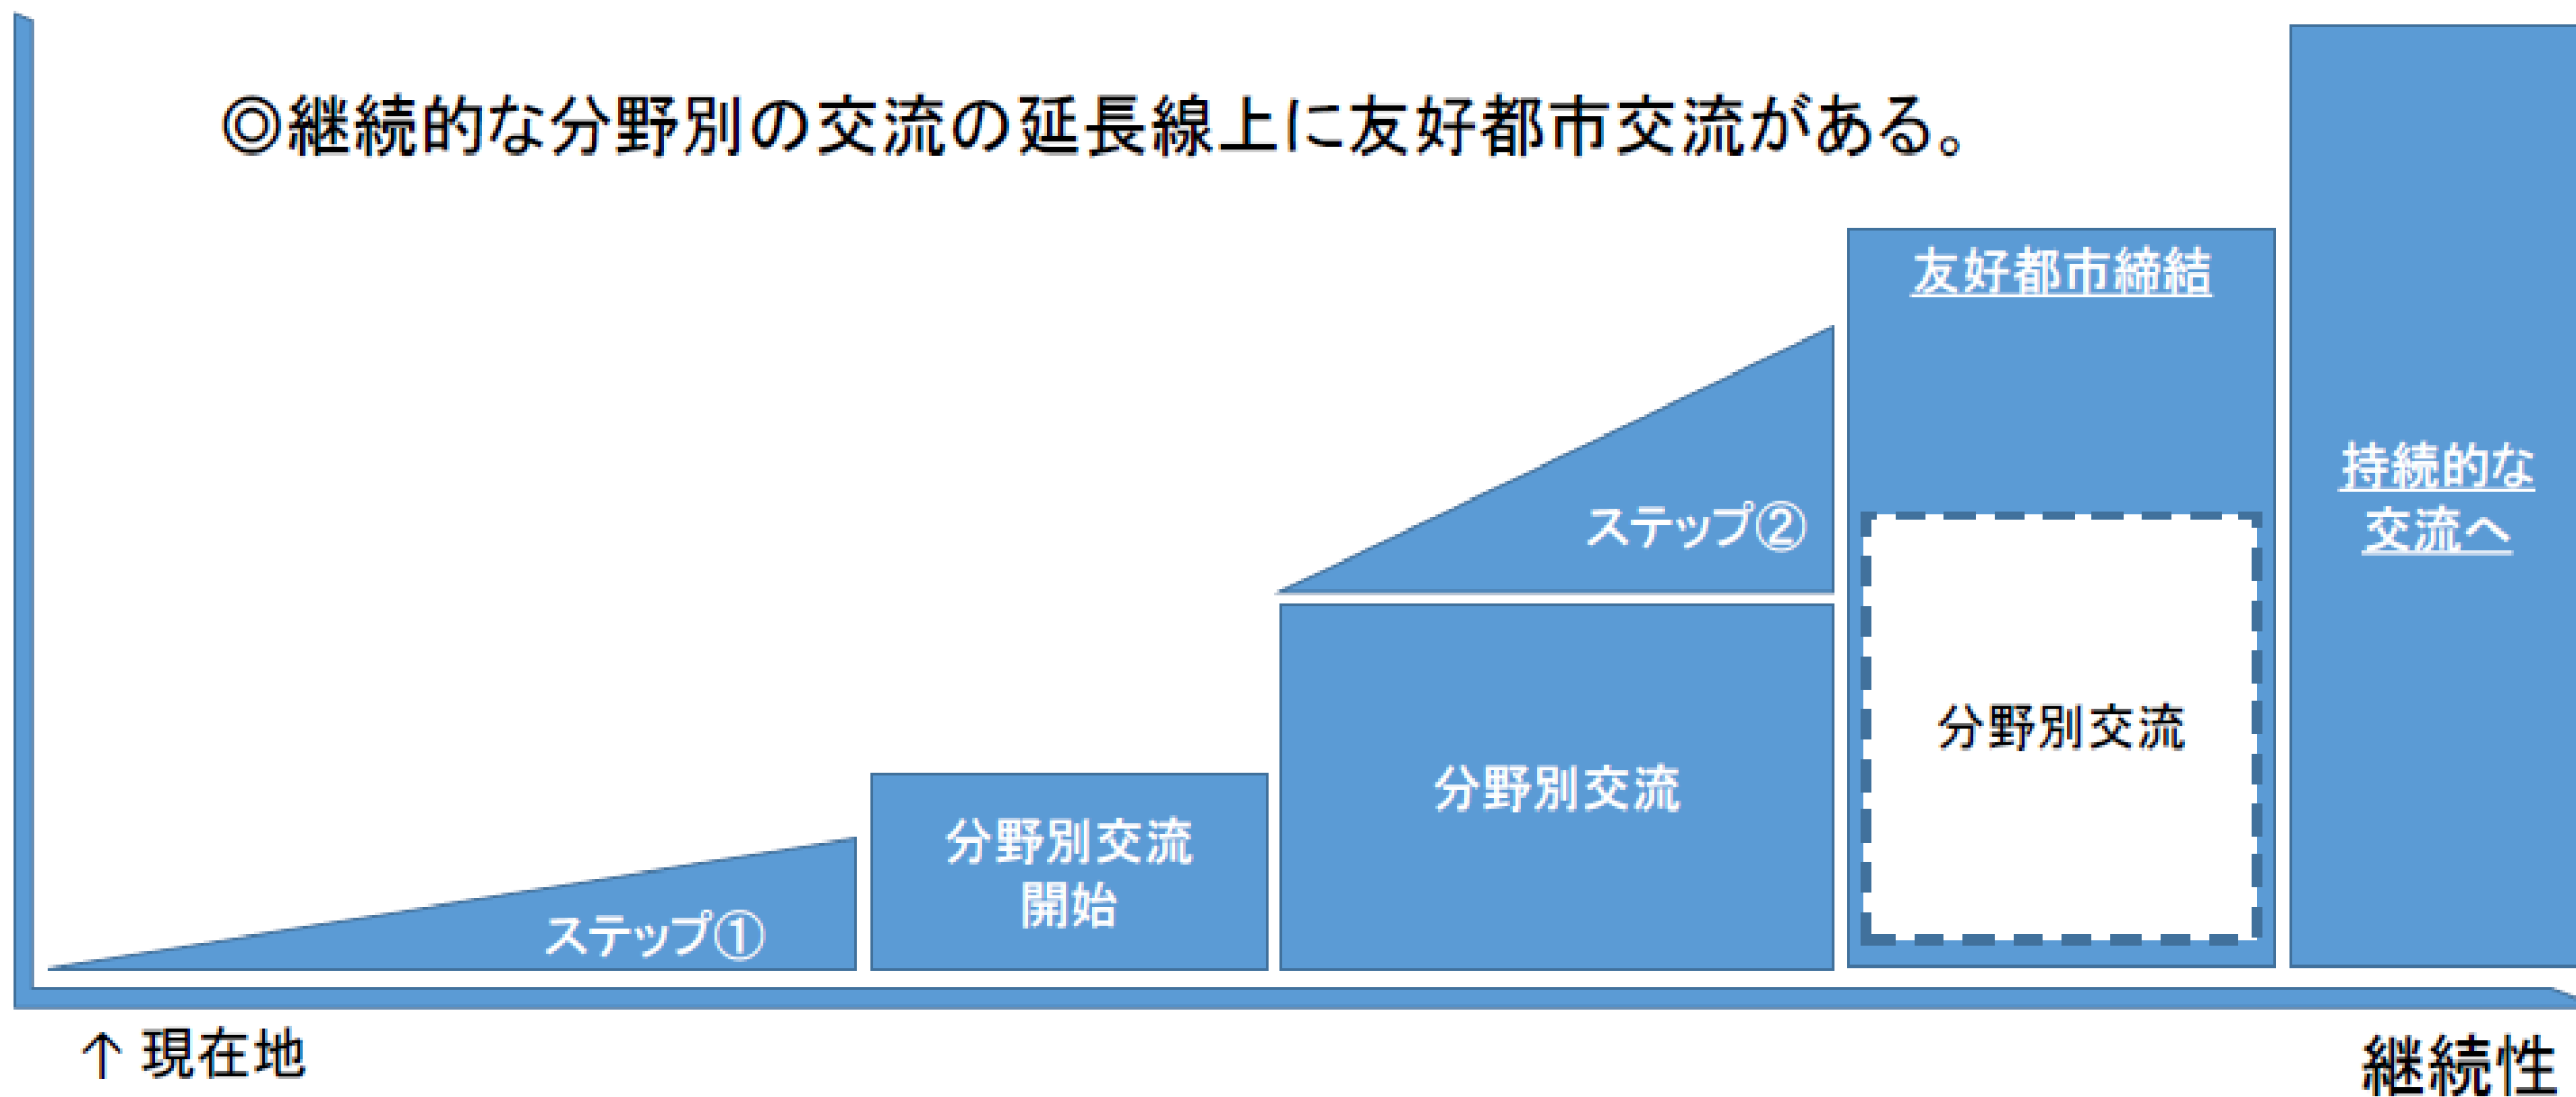 ◎継続的な分野別の交流の延長線上に友好都市交流がある。
友好都市締結
持続的な
交流へ
ステップ②
分野別交流
分野別交流
分野別交流
開始
ステップ①
↑ 現在地
継続性